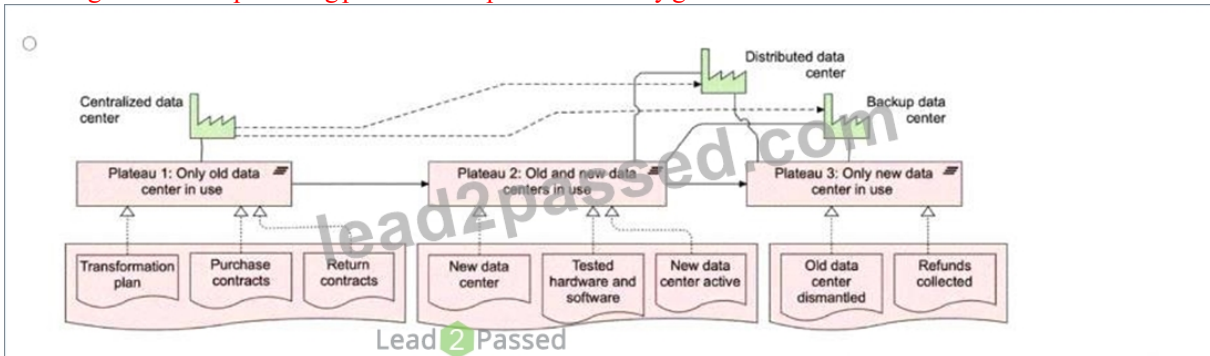 Distributed data
center
Centralized data
center
Backup data
center
Plateau 1: Only old data
center in use
Plateau 2: Old and new data
centers in use
Plateau 3: Only new data
center in use
lead2passed.com
Transformation
plan
Purchase
contracts
Return
contracts
New data
center
Tested
hardware and
software
New data
center active
Old data
center
dismantled
Refunds
collected
Lead 2 Passed